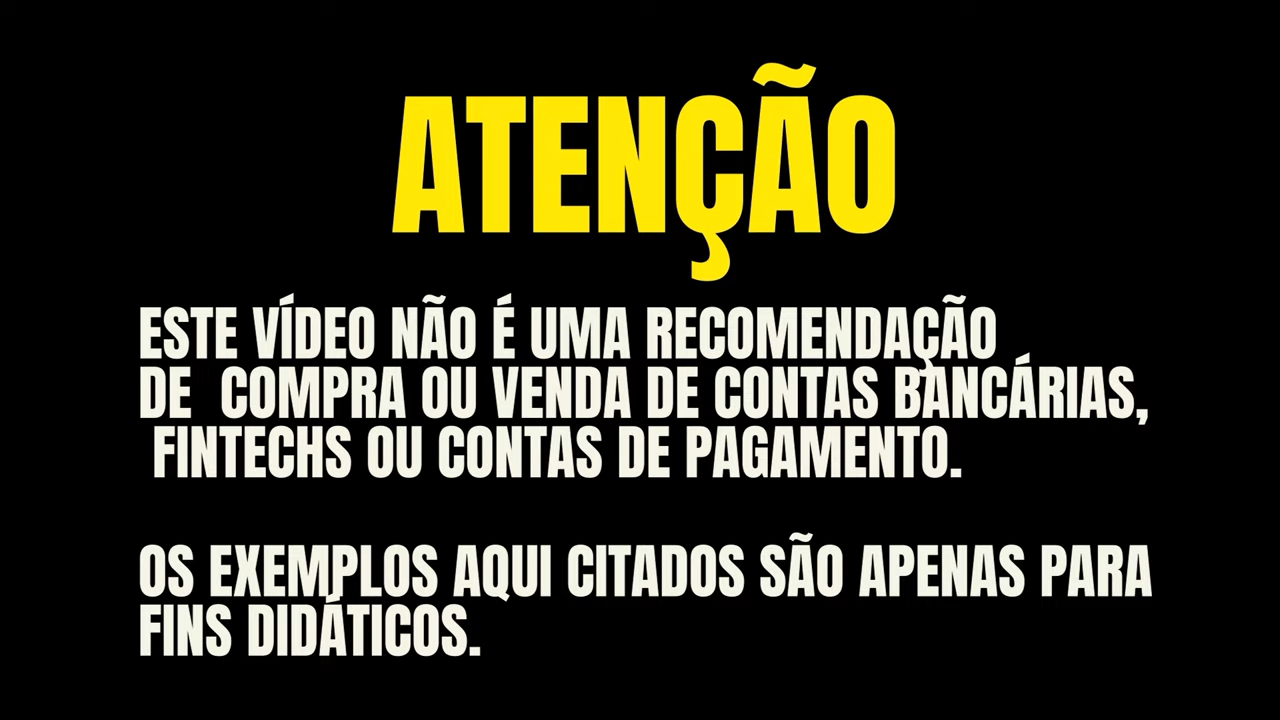 ATENÇÃO
ESTE VÍDEO NÃO É UMA RECOMENDAÇÃO
DE COMPRA OU VENDA DE CONTAS BANCÁRIAS,
FINTECHS OU CONTAS DE PAGAMENTO.
OS EXEMPLOS AQUI CITADOS SÃO APENAS PARA
FINS DIDÁTICOS.